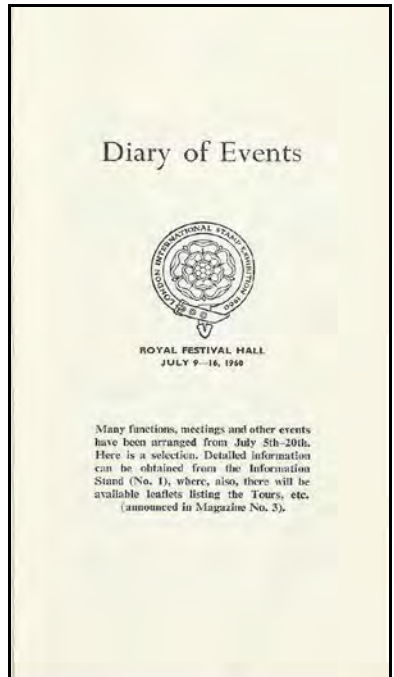 Diary of Events
LONDON INTERNATIONAL STAMP EXHIBITION 1960
ROYAL FESTIVAL HALL
JULY 9—16, 1960
Many functions, meetings and other events
have been arranged from July 5th–20th.
Here is a selection. Detailed information
can be obtained from the Information
Stand (No. 1), where, also, there will be
available leaflets listing the Tours, etc.
(announced in Magazine No. 3).